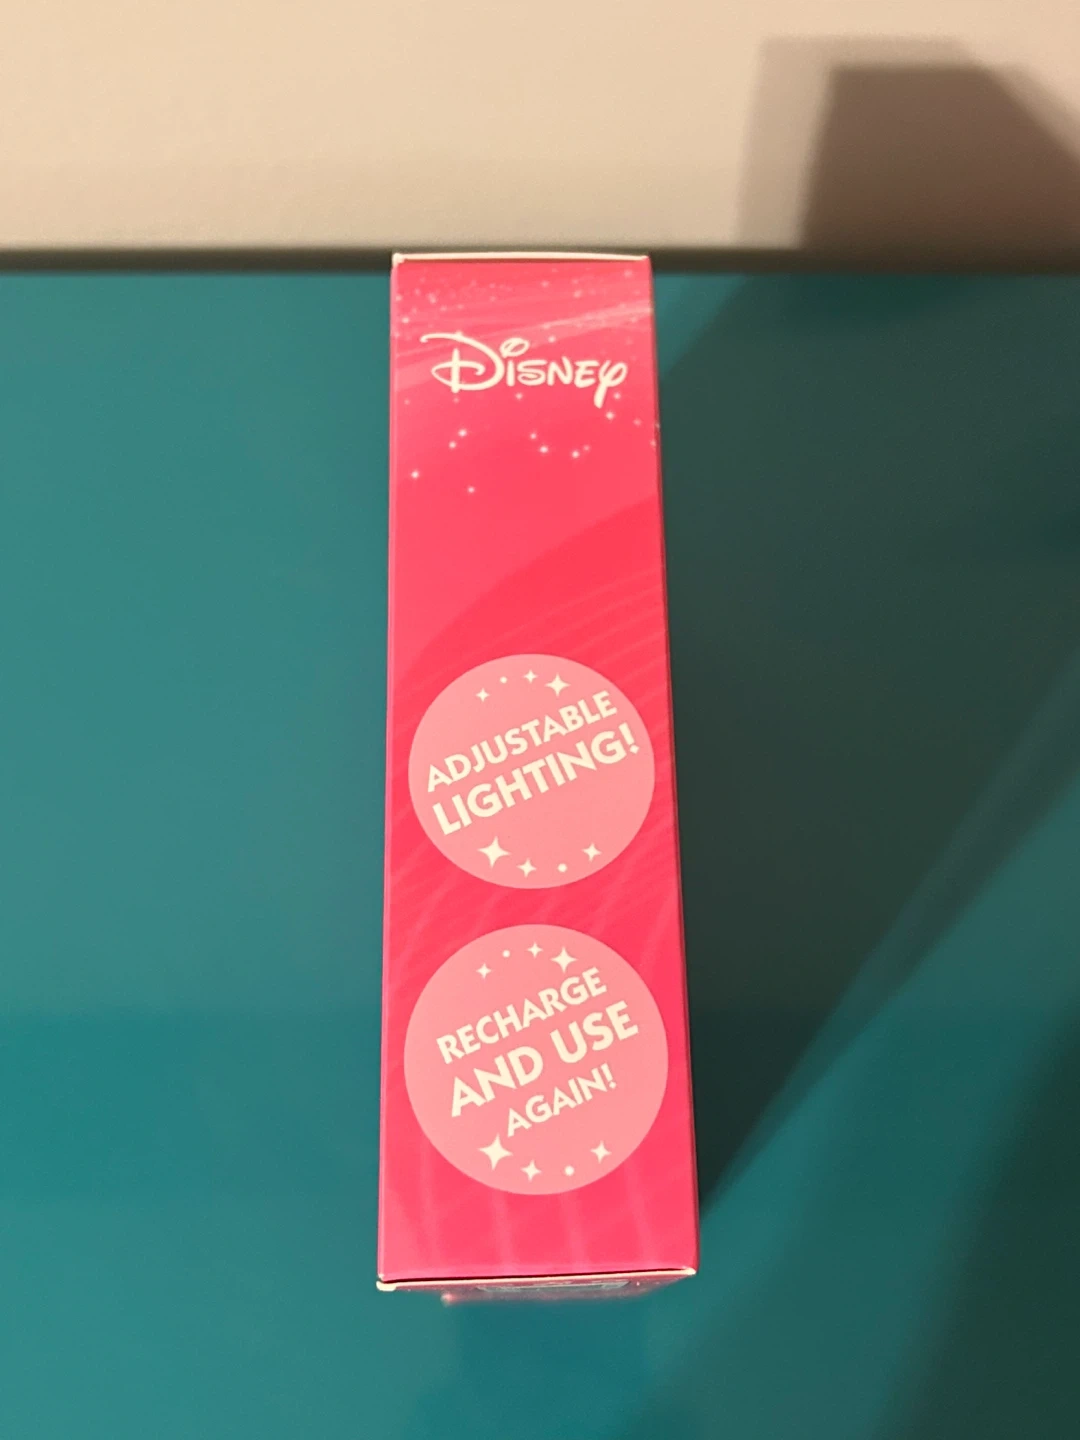 Disney
ADJUSTABLE
LIGHTING!
RECHARGE
AND USE
AGAIN!